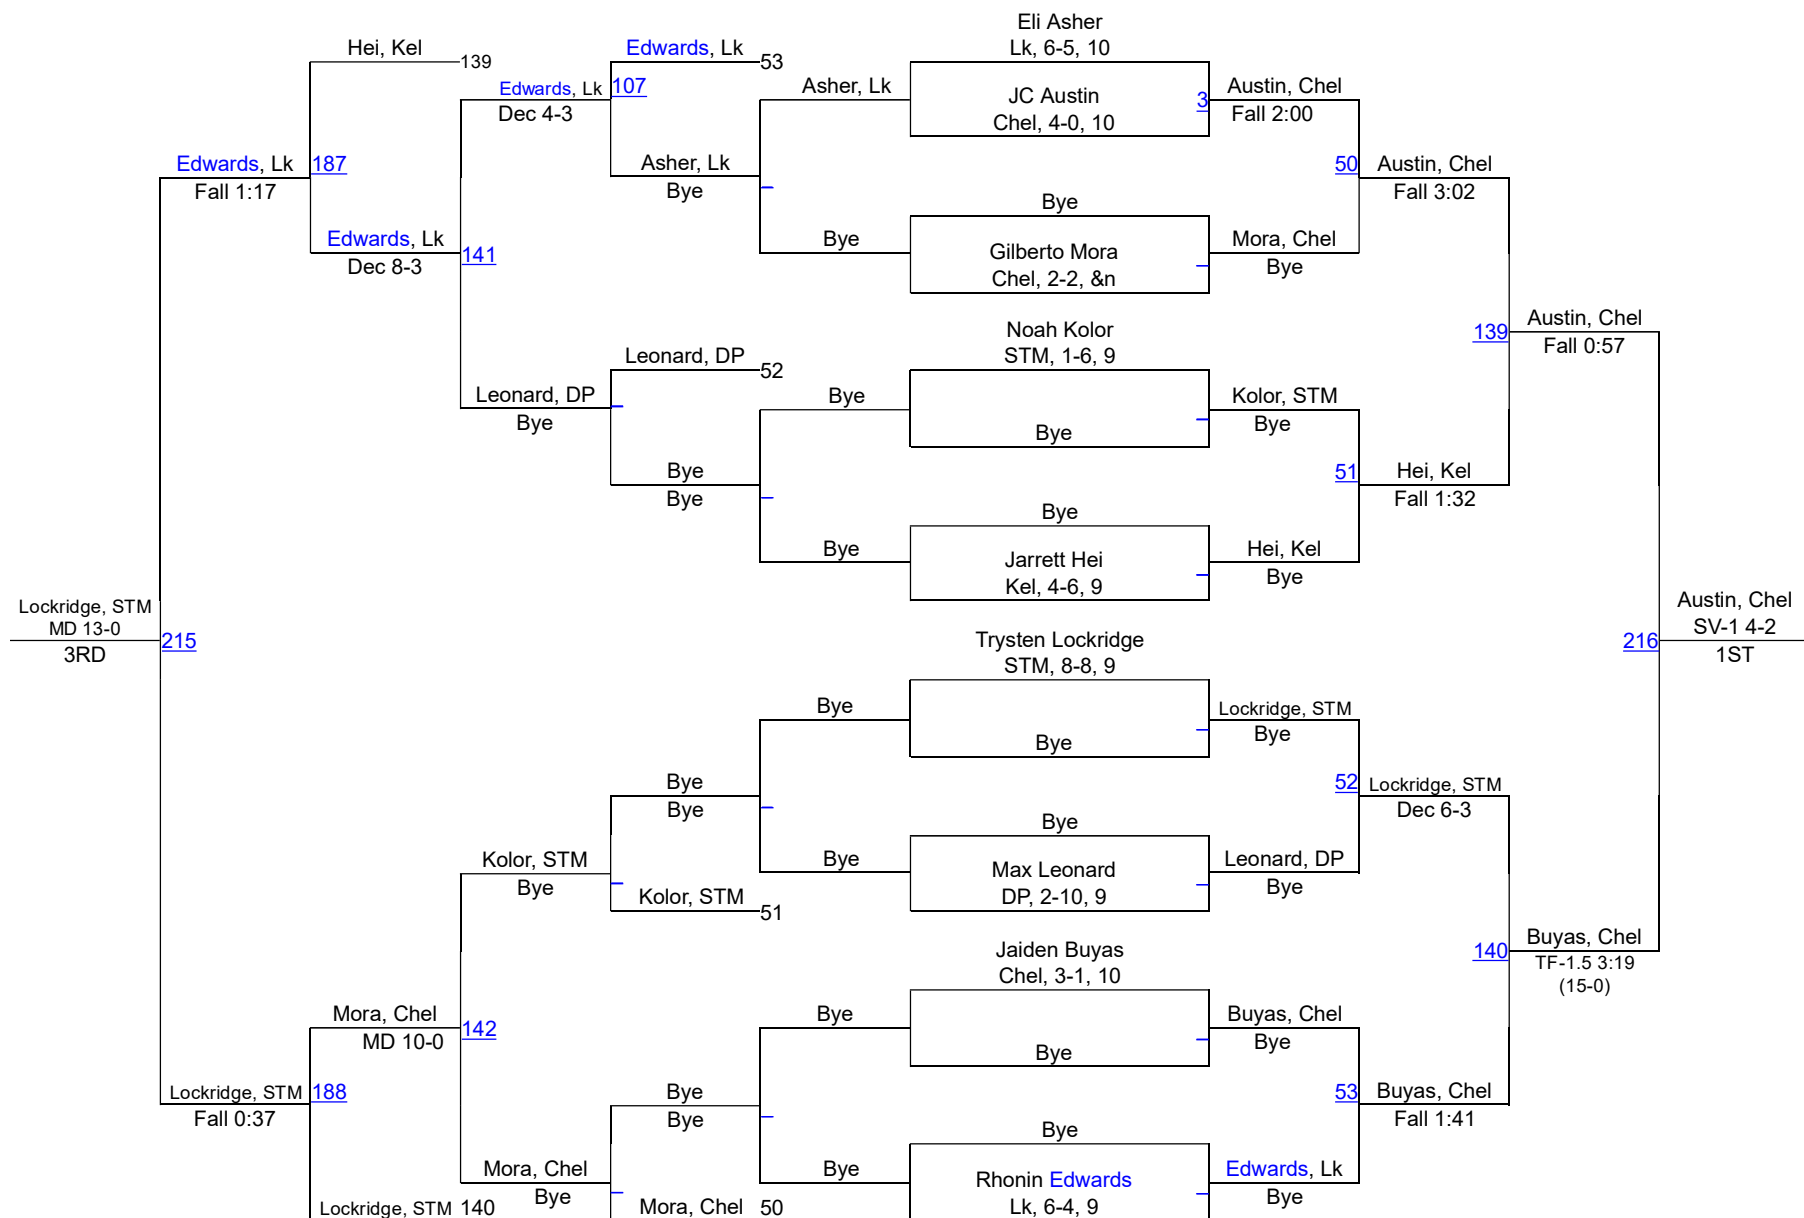 Eli Asher
Lk, 6-5, 10
Hei, Kel
139
Edwards, Lk
53
Edwards, Lk
107
Dec 4-3
Asher, Lk
JC Austin
Chel, 4-0, 10
3
Austin, Chel
Fall 2:00
Edwards, Lk
187
Fall 1:17
Asher, Lk
Bye
50
Austin, Chel
Fall 3:02
Bye
Edwards, Lk
Dec 8-3
141
Bye
Gilberto Mora
Chel, 2-2, &n
Mora, Chel
Bye
Noah Kolor
STM, 1-6, 9
139
Austin, Chel
Fall 0:57
Leonard, DP
52
Leonard, DP
Bye
Bye
Bye
Kolor, STM
Bye
Bye
Bye
51
Hei, Kel
Fall 1:32
Bye
Bye
Jarrett Hei
Kel, 4-6, 9
Hei, Kel
Bye
Lockridge, STM
MD 13-0
3RD
215
Trysten Lockridge
STM, 8-8, 9
216
Austin, Chel
SV-1 4-2
1ST
Bye
Bye
Lockridge, STM
Bye
Bye
Bye
52
Lockridge, STM
Dec 6-3
Bye
Kolor, STM
Bye
Bye
Max Leonard
DP, 2-10, 9
Leonard, DP
Bye
Kolor, STM
51
Jaiden Buyas
Chel, 3-1, 10
140
Buyas, Chel
TF-1.5 3:19
(15-0)
Mora, Chel
MD 10-0
142
Bye
Bye
Buyas, Chel
Bye
Lockridge, STM
Fall 0:37
188
Bye
Bye
53
Buyas, Chel
Fall 1:41
Bye
Mora, Chel
Bye
Bye
Rhonin Edwards
Lk, 6-4, 9
Edwards, Lk
Bye
Lockridge, STM 140
Mora, Chel 50